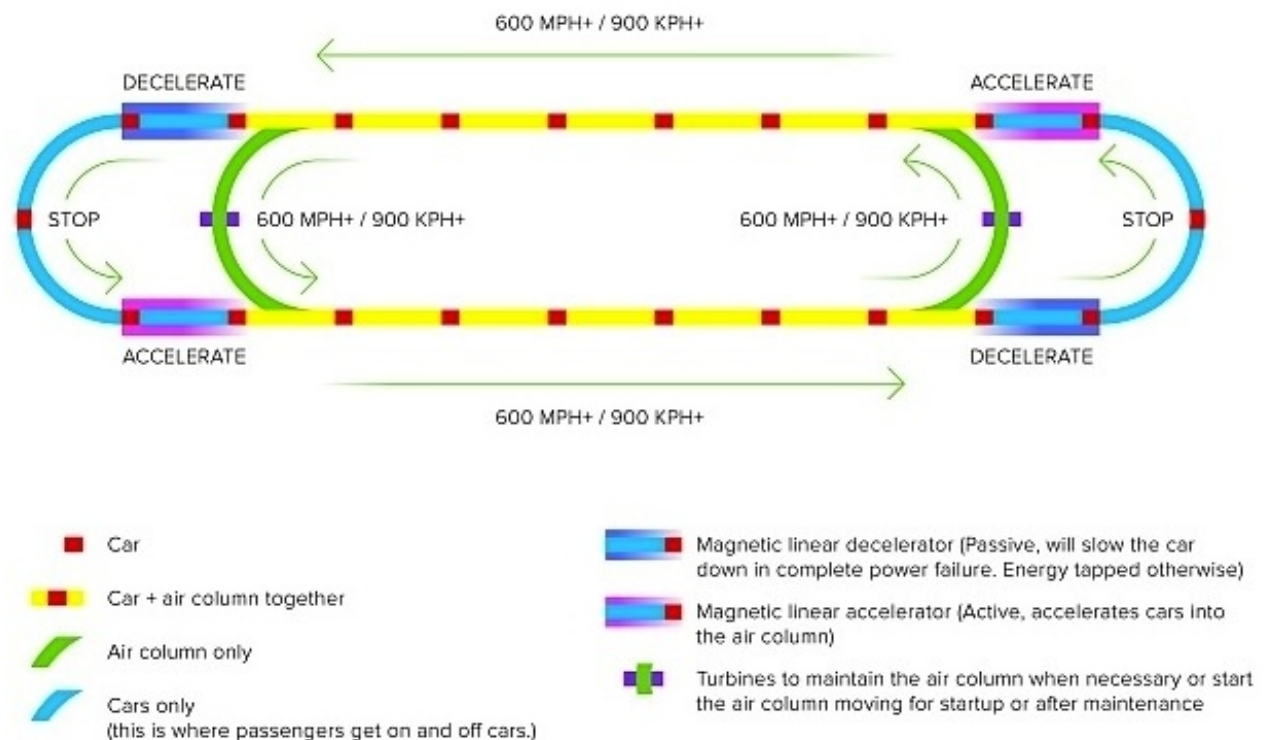 600 MPH+ / 900 KPH+
DECELERATE
ACCELERATE
STOP
600 MPH+ / 900 KPH+
600 MPH+ / 900 KPH+
STOP
ACCELERATE
DECELERATE
600 MPH+ / 900 KPH+
Car
Car + air column together
Air column only
Cars only
(this is where passengers get on and off cars.)
Magnetic linear decelerator (Passive, will slow the car
down in complete power failure. Energy tapped otherwise)
Magnetic linear accelerator (Active, accelerates cars into
the air column)
Turbines to maintain the air column when necessary or start
the air column moving for startup or after maintenance